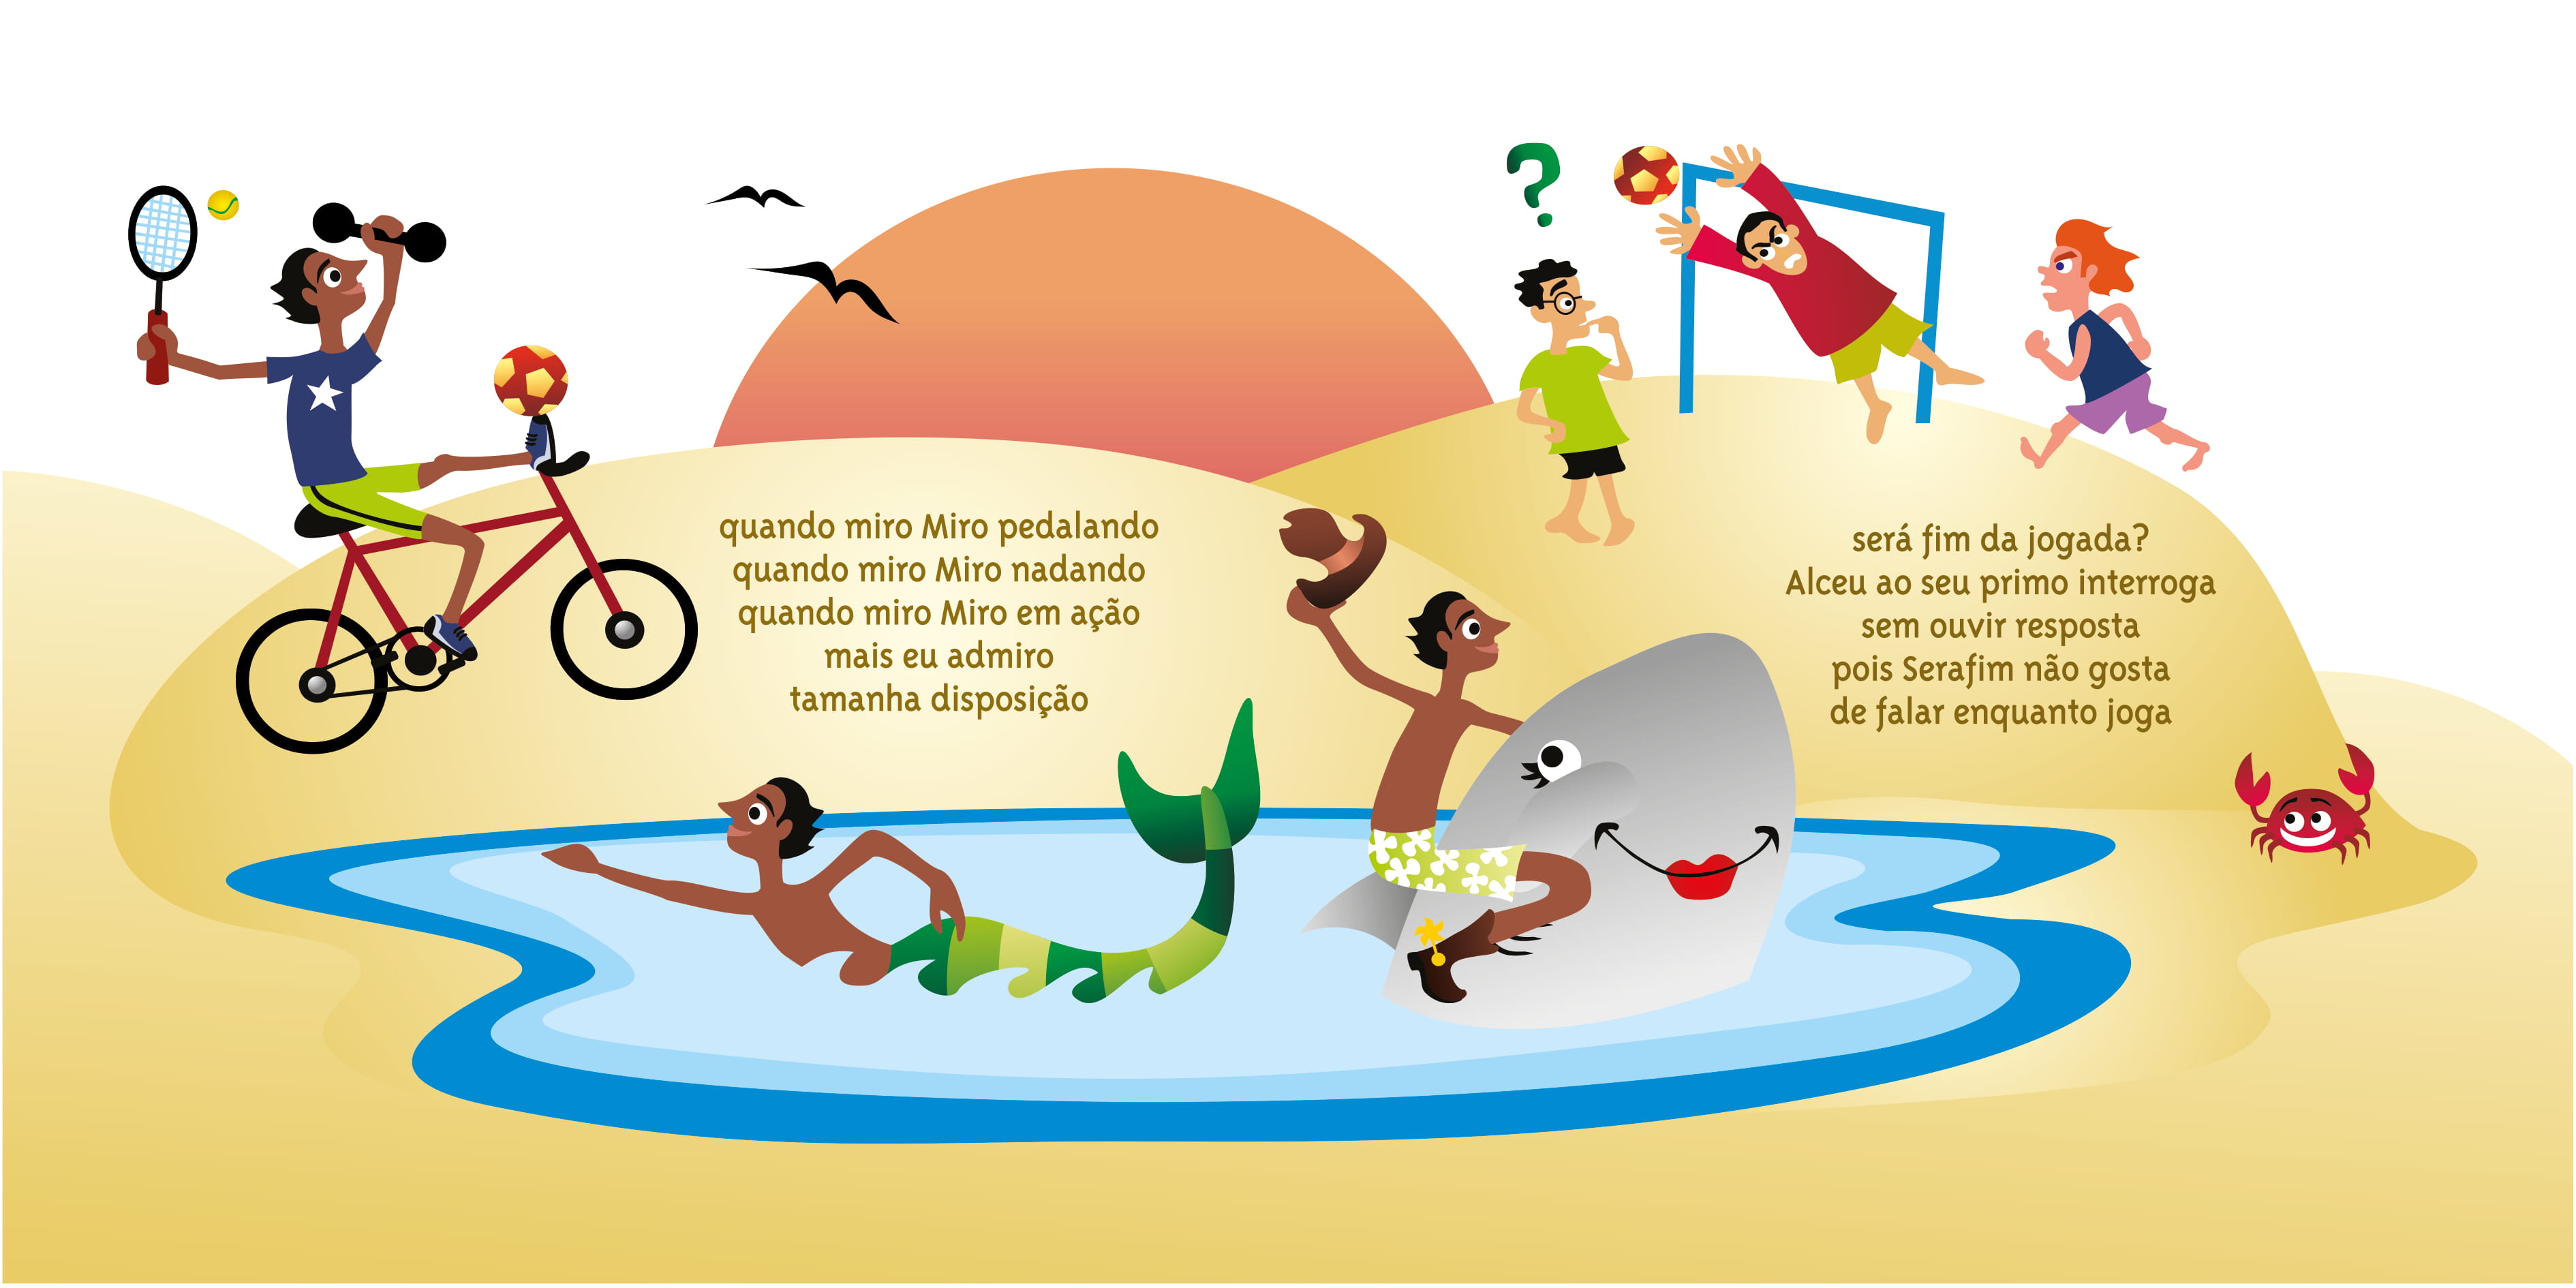 quando miro Miro pedalando
quando miro Miro nadando
quando miro Miro em ação
mais eu admiro
tamanha disposição
?
será fim da jogada?
Alceu ao seu primo interroga
sem ouvir resposta
pois Serafim não gosta
de falar enquanto joga